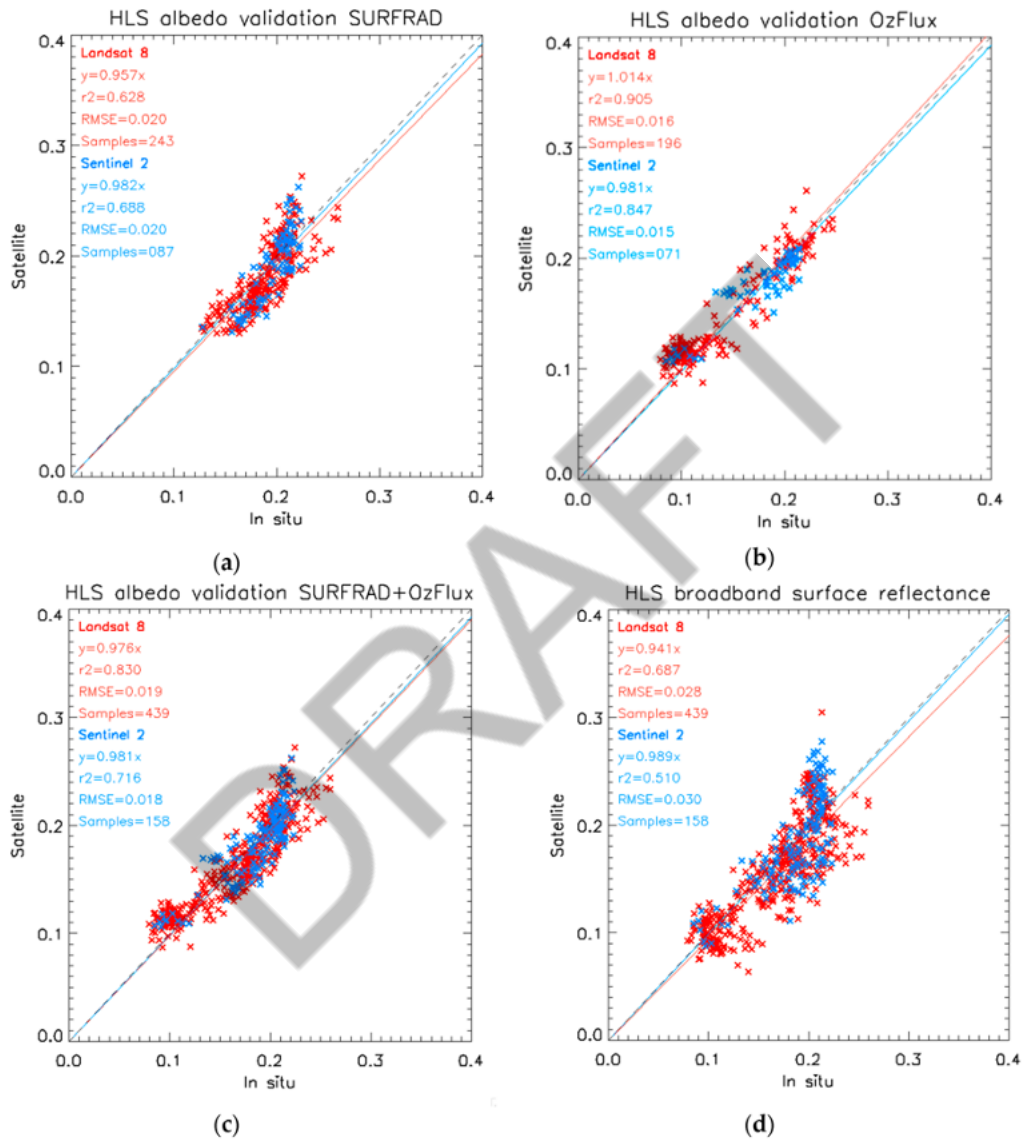 HLS albedo validation SURFRAD
0.4
Landsat 8
y=0.957x
r2=0.628
RMSE=0.020
Samples=243
0.3
Sentinel 2
y=0.982x
r2=0.688
RMSE=0.020
Samples=087
Satellite
0.2
0.1
0.0
0.0 0.1 0.2 0.3 0.4
In situ
(a)
HLS albedo validation OzFlux
0.4
Landsat 8
y=1.014x
r2=0.905
RMSE=0.016
Samples=196
0.3
Sentinel 2
y=0.981x
r2=0.847
RMSE=0.015
Samples=071
Satellite
0.2
0.1
0.0
0.0 0.1 0.2 0.3 0.4
In situ
(b)
HLS albedo validation SURFRAD+OzFlux
0.4
Landsat 8
y=0.976x
r2=0.830
RMSE=0.019
Samples=439
0.3
Sentinel 2
y=0.981x
r2=0.716
RMSE=0.018
Samples=158
Satellite
0.2
0.1
0.0
0.0 0.1 0.2 0.3 0.4
In situ
(c)
HLS broadband surface reflectance
0.4
Landsat 8
y=0.941x
r2=0.687
RMSE=0.028
Samples=439
0.3
Sentinel 2
y=0.989x
r2=0.510
RMSE=0.030
Samples=158
Satellite
0.2
0.1
0.0
0.0 0.1 0.2 0.3 0.4
In situ
(d)
DRAFT